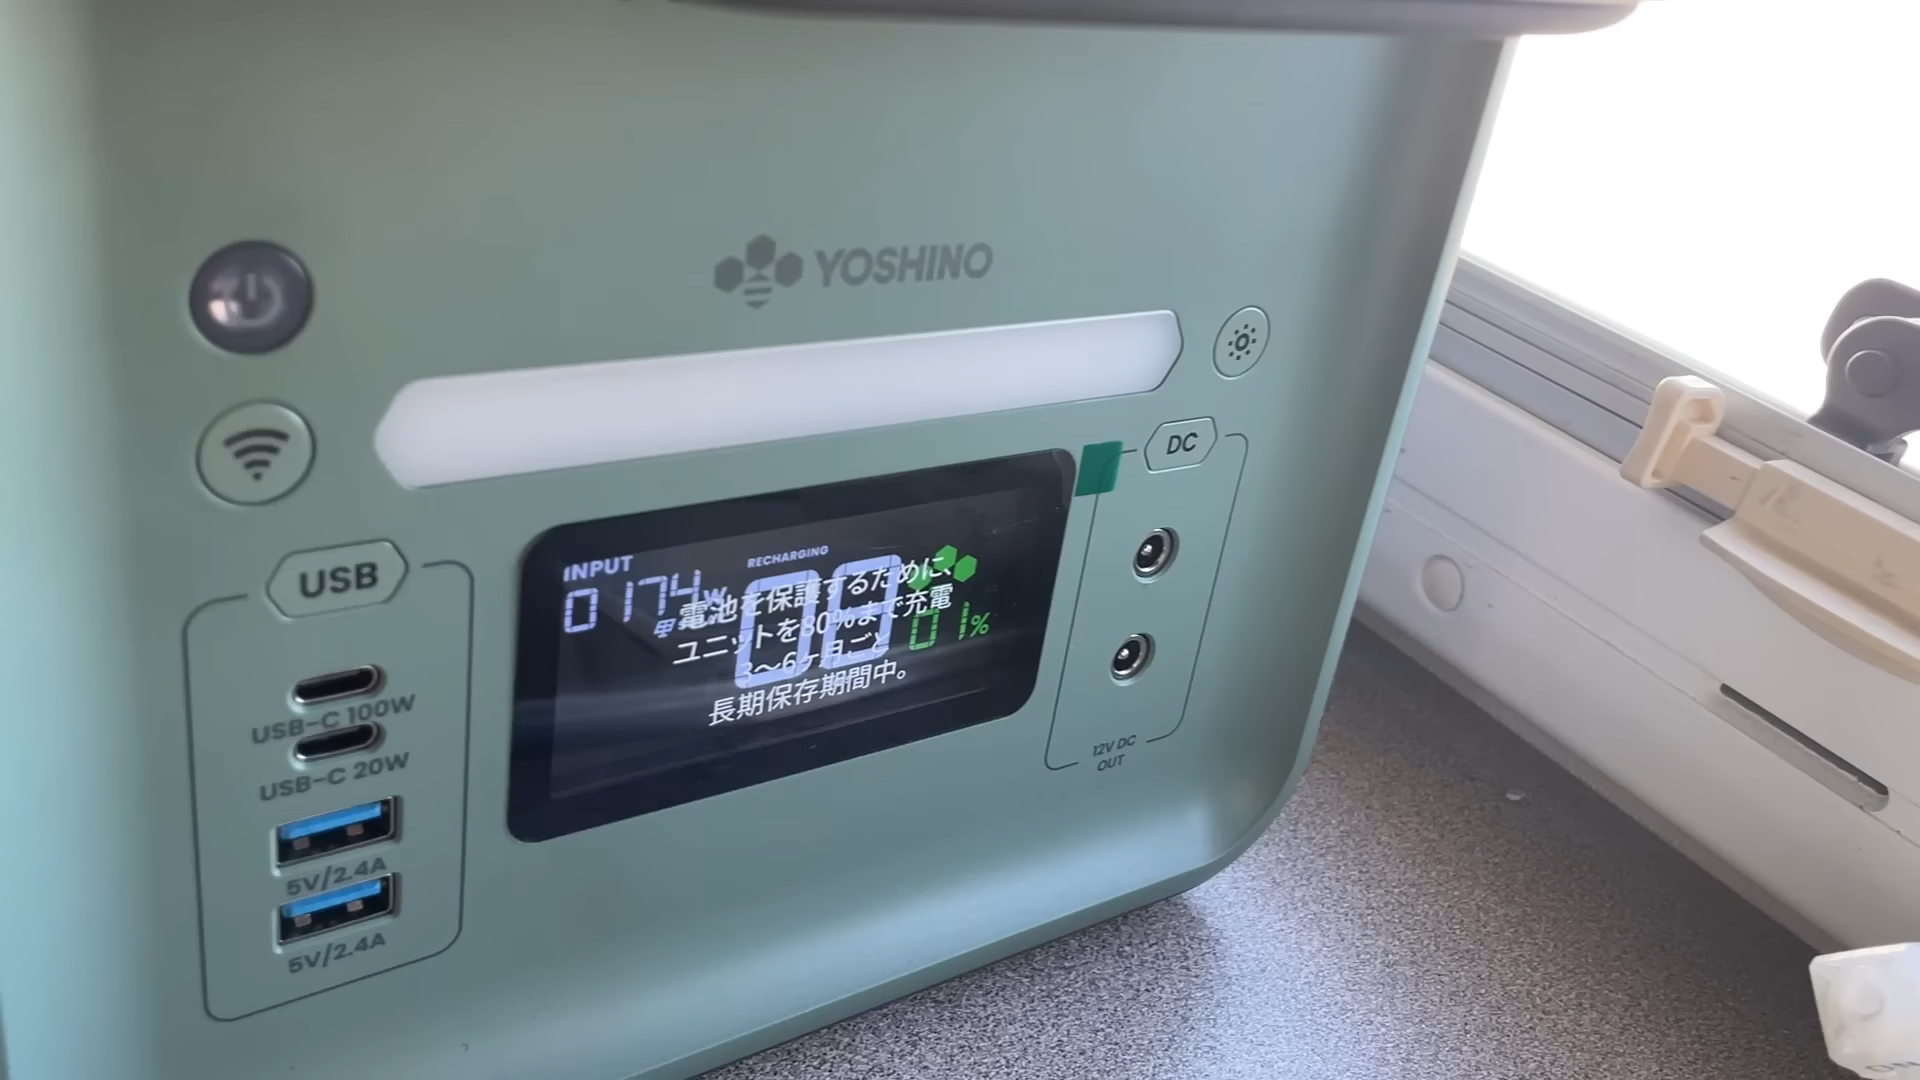 YOSHINO
DC
USB
INPUT
RECHARGING
0174W
08
01%
電池を保護するために、
ユニットを80%まで充電
3〜6ヶ月ごと
長期保存期間中。
USB-C 100W
USB-C 20W
5V/2.4A
5V/2.4A
12V DC
OUT